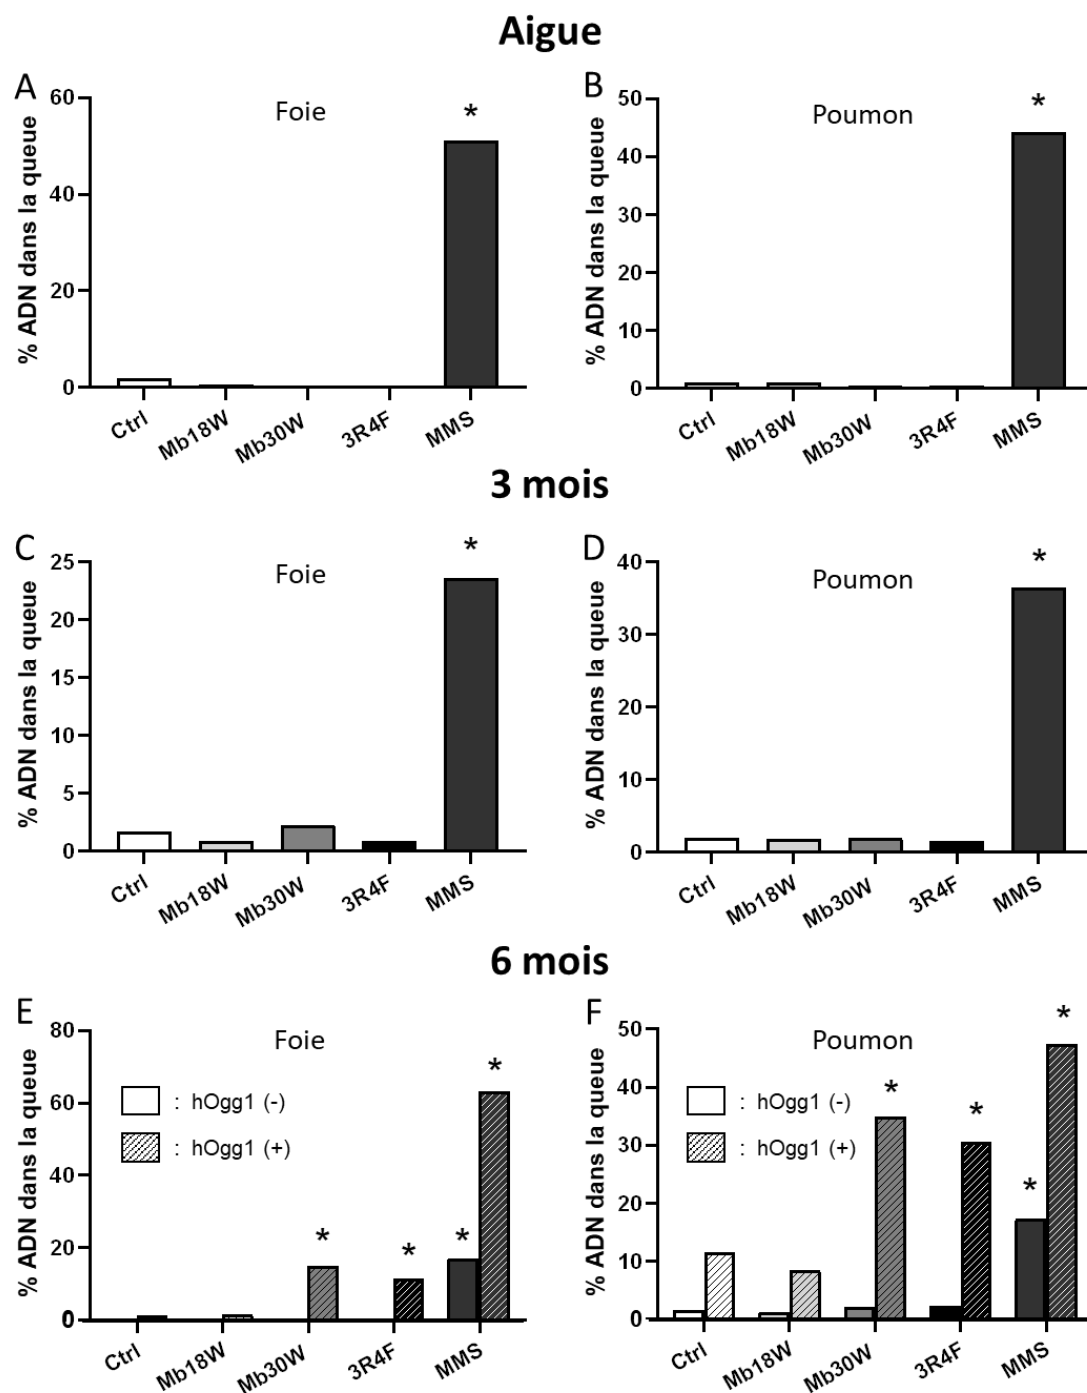 Aigue
A
Foie
% ADN dans la queue
60
40
20
0
*
Ctrl
Mb18W
Mb30W
3R4F
MMS
B
Poumon
% ADN dans la queue
50
40
30
20
10
0
*
Ctrl
Mb18W
Mb30W
3R4F
MMS
3 mois
C
Foie
% ADN dans la queue
25
20
15
10
5
0
*
Ctrl
Mb18W
Mb30W
3R4F
MMS
D
Poumon
% ADN dans la queue
40
30
20
10
0
*
Ctrl
Mb18W
Mb30W
3R4F
MMS
6 mois
E
Foie
% ADN dans la queue
80
60
40
20
0
: hOgg1 (-)
: hOgg1 (+)
* * * *
Ctrl
Mb18W
Mb30W
3R4F
MMS
F
Poumon
% ADN dans la queue
50
40
30
20
10
0
: hOgg1 (-)
: hOgg1 (+)
* * * *
Ctrl
Mb18W
Mb30W
3R4F
MMS